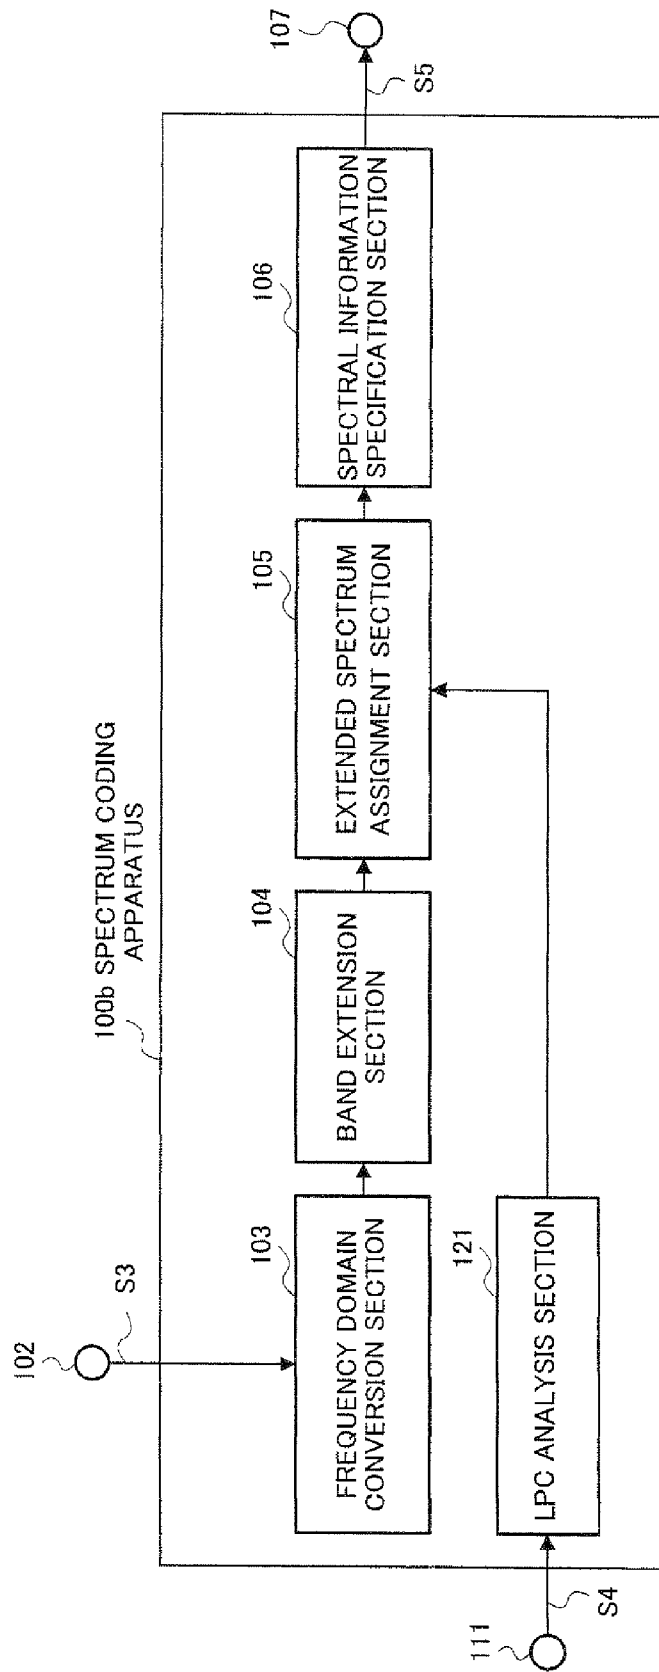 100b SPECTRUM CODING
APPARATUS
102
S3
103
FREQUENCY DOMAIN
CONVERSION SECTION
104
BAND EXTENSION
SECTION
105
EXTENDED SPECTRUM
ASSIGNMENT SECTION
106
SPECTRAL INFORMATION
SPECIFICATION SECTION
S5
107
111
S4
121
LPC ANALYSIS SECTION